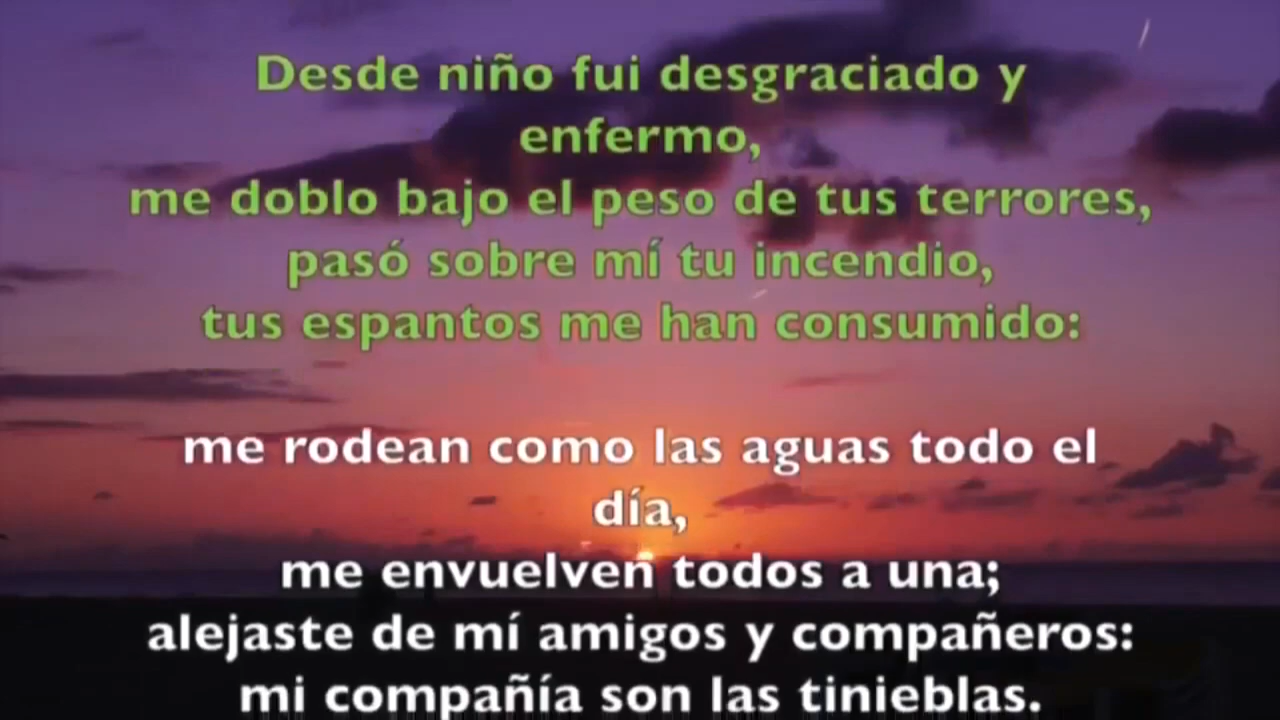 Desde niño fui desgraciado y
enfermo,
me doblo bajo el peso de tus terrores,
pasó sobre mí tu incendio,
tus espantos me han consumido:
me rodean como las aguas todo el
día,
me envuelven todos a una;
alejaste de mí amigos y compañeros:
mi compañía son las tinieblas.